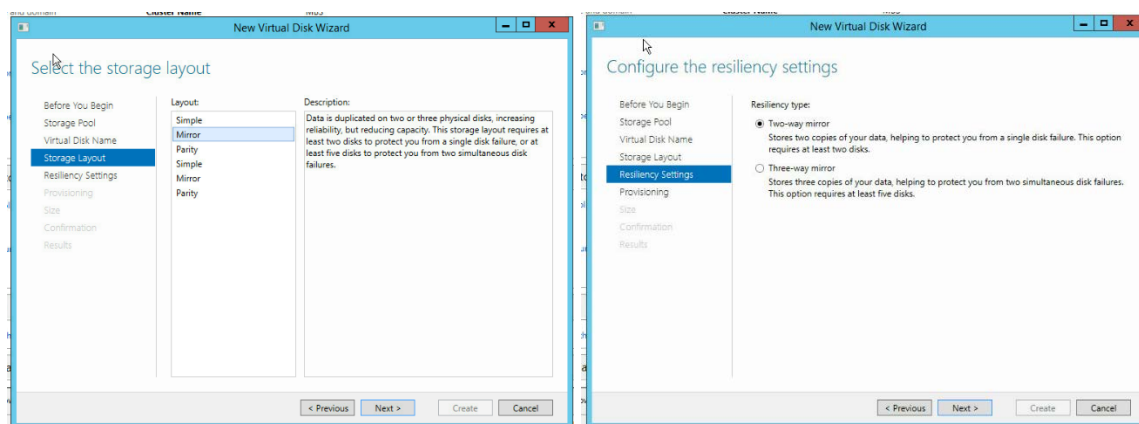 Cluster Name
New Virtual Disk Wizard
Select the storage layout
Before You Begin
Storage Pool
Virtual Disk Name
Storage Layout
Resiliency Settings
Provisioning
Size
Confirmation
Results
Layout:
Simple
Mirror
Parity
Simple
Mirror
Parity
Description:
Data is duplicated on two or three physical disks, increasing
reliability, but reducing capacity. This storage layout requires at
least two disks to protect you from a single disk failure, or at
least five disks to protect you from two simultaneous disk
failures.
< Previous
Next >
Create
Cancel
New Virtual Disk Wizard
Configure the resiliency settings
Before You Begin
Storage Pool
Virtual Disk Name
Storage Layout
Resiliency Settings
Provisioning
Size
Confirmation
Results
Resiliency type:
Two-way mirror
Stores two copies of your data, helping to protect you from a single disk failure. This option
requires at least two disks.
Three-way mirror
Stores three copies of your data, helping to protect you from two simultaneous disk failures.
This option requires at least five disks.
< Previous
Next >
Create
Cancel